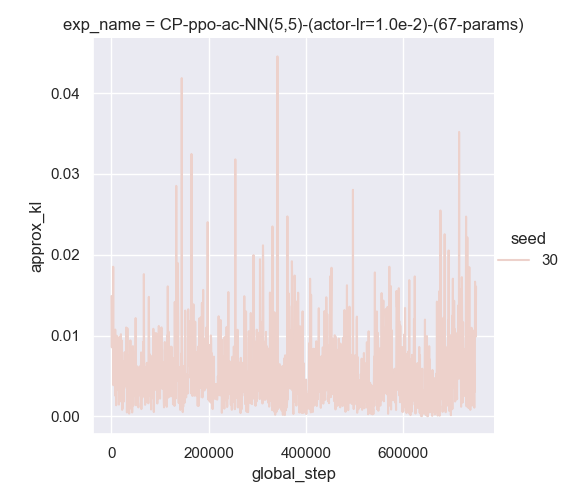 exp_name = CP-ppo-ac-NN(5,5)-(actor-lr=1.0e-2)-(67-params)
0.04
0.03
0.02
0.01
0.00
approx_kl
0
200000
400000
600000
global_step
seed
30